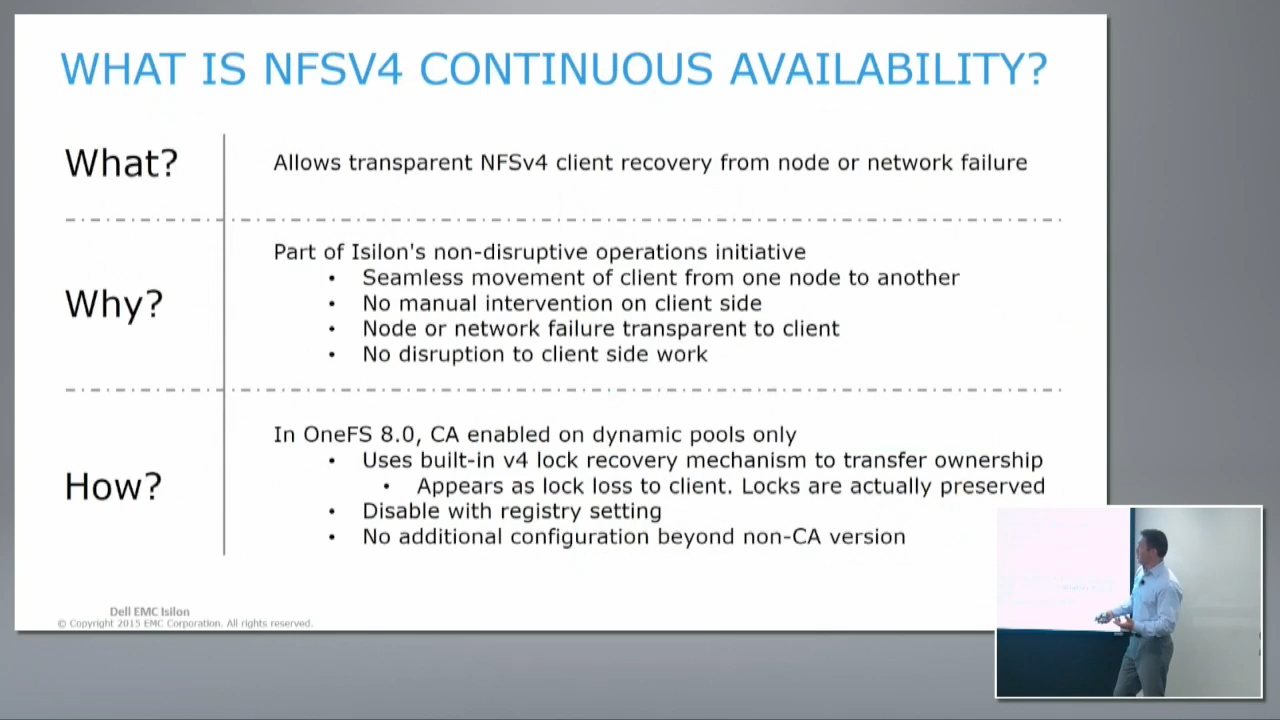 WHAT IS NFSV4 CONTINUOUS AVAILABILITY?
What?
Allows transparent NFSv4 client recovery from node or network failure
Why?
Part of Isilon's non-disruptive operations initiative
• Seamless movement of client from one node to another
• No manual intervention on client side
• Node or network failure transparent to client
• No disruption to client side work
How?
In OneFS 8.0, CA enabled on dynamic pools only
• Uses built-in v4 lock recovery mechanism to transfer ownership
• Appears as lock loss to client. Locks are actually preserved
• Disable with registry setting
• No additional configuration beyond non-CA version
Dell EMC Isilon
© Copyright 2015 EMC Corporation. All rights reserved.